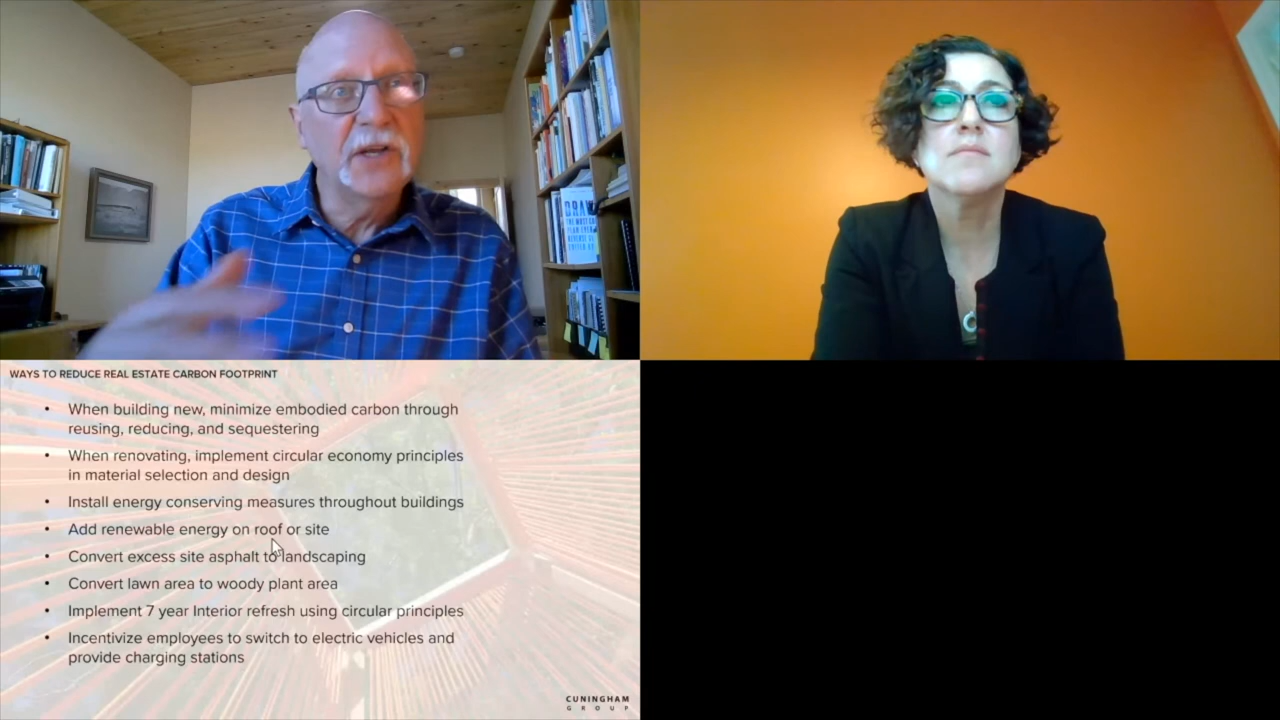 BRAW
WAYS TO REDUCE REAL ESTATE CARBON FOOTPRINT
• When building new, minimize embodied carbon through
reusing, reducing, and sequestering
• When renovating, implement circular economy principles
in material selection and design
• Install energy conserving measures throughout buildings
• Add renewable energy on roof or site
• Convert excess site asphalt to landscaping
• Convert lawn area to woody plant area
• Implement 7 year Interior refresh using circular principles
• Incentivize employees to switch to electric vehicles and
provide charging stations
CUNINGHAM
GROUP